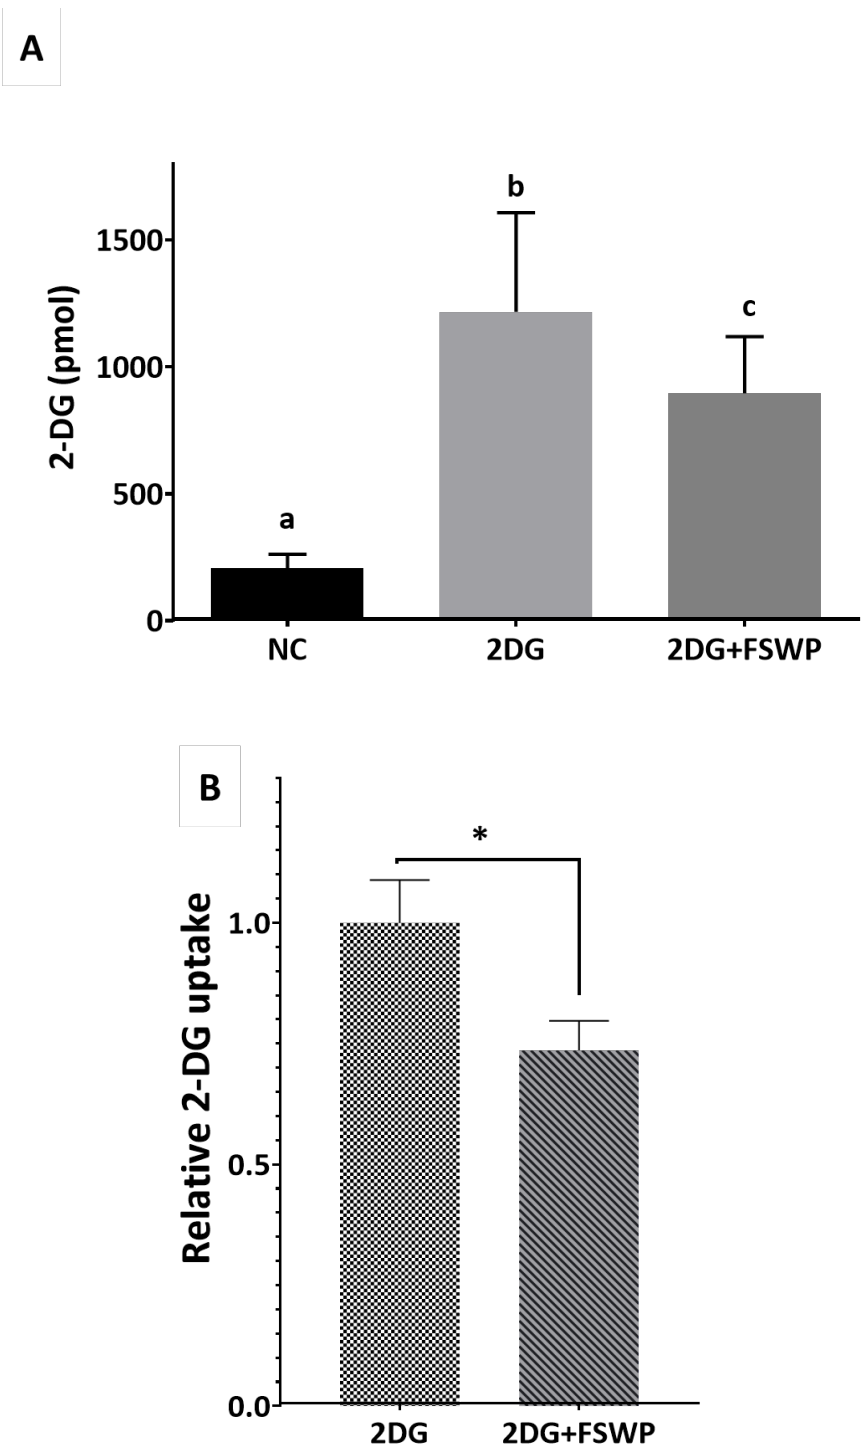 A
2-DG (pmol)
1500
1000
500
0
a
b
c
NC
2DG
2DG+FSWP
B
Relative 2-DG uptake
1.0
0.5
0.0
*
2DG
2DG+FSWP